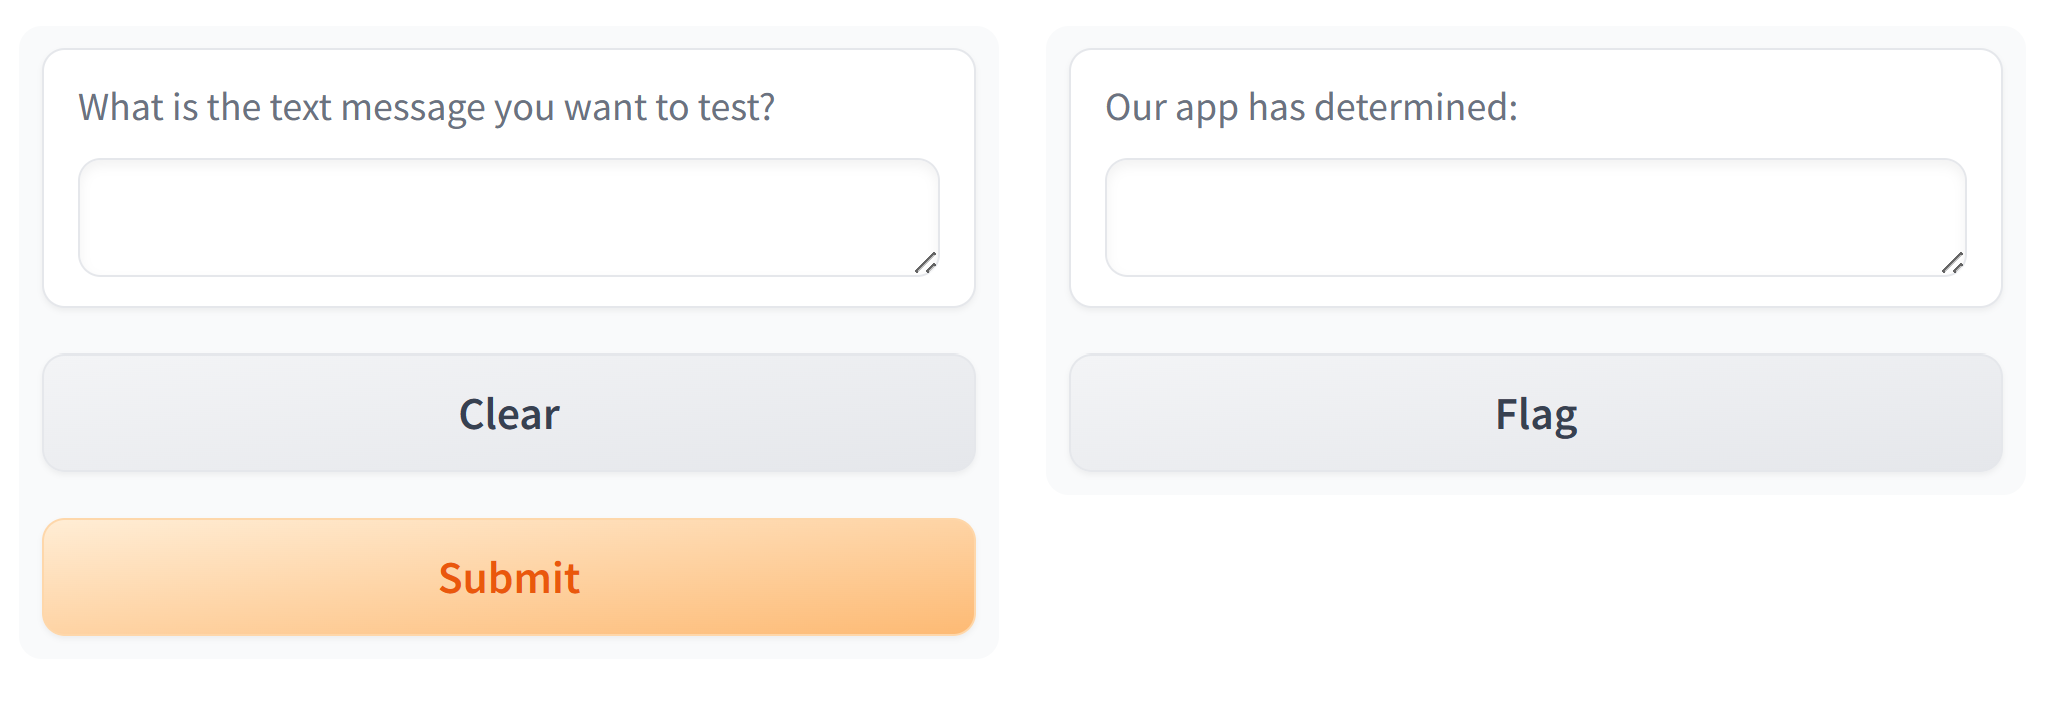 What is the text message you want to test?
Clear
Submit
Our app has determined:
Flag